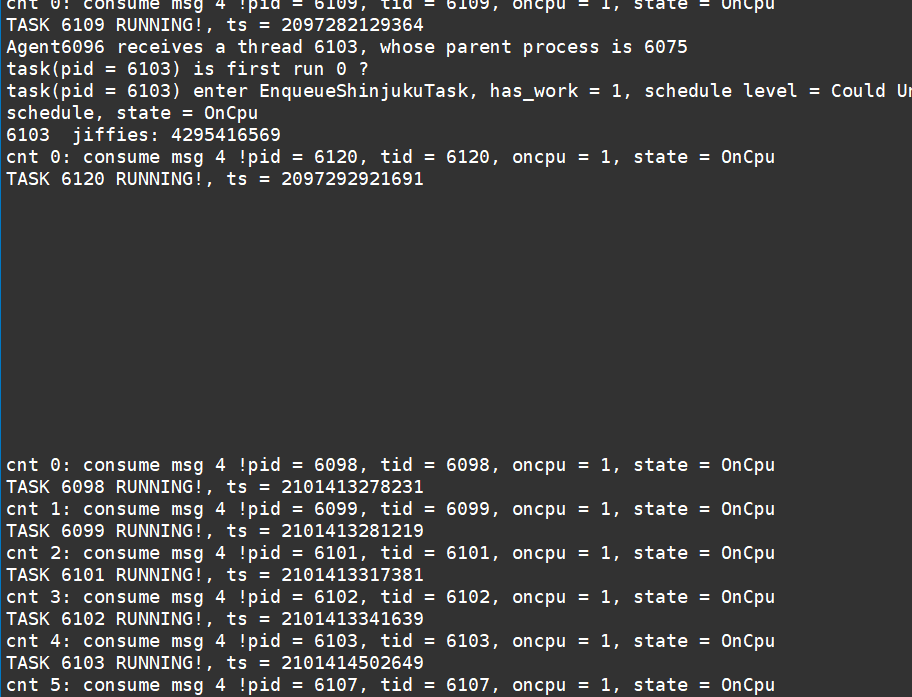 cnt 0: consume msg 4 !pid = 6109, tid = 6109, oncpu = 1, state = OnCpu
TASK 6109 RUNNING!, ts = 2097282129364
Agent6096 receives a thread 6103, whose parent process is 6075
task(pid = 6103) is first run 0 ?
task(pid = 6103) enter EnqueueShinjukuTask, has_work = 1, schedule level = Could
schedule, state = OnCpu
6103  jiffies: 4295416569
cnt 0: consume msg 4 !pid = 6120, tid = 6120, oncpu = 1, state = OnCpu
TASK 6120 RUNNING!, ts = 2097292921691
cnt 0: consume msg 4 !pid = 6098, tid = 6098, oncpu = 1, state = OnCpu
TASK 6098 RUNNING!, ts = 2101413278231
cnt 1: consume msg 4 !pid = 6099, tid = 6099, oncpu = 1, state = OnCpu
TASK 6099 RUNNING!, ts = 2101413281219
cnt 2: consume msg 4 !pid = 6101, tid = 6101, oncpu = 1, state = OnCpu
TASK 6101 RUNNING!, ts = 2101413317381
cnt 3: consume msg 4 !pid = 6102, tid = 6102, oncpu = 1, state = OnCpu
TASK 6102 RUNNING!, ts = 2101413341639
cnt 4: consume msg 4 !pid = 6103, tid = 6103, oncpu = 1, state = OnCpu
TASK 6103 RUNNING!, ts = 2101414502649
cnt 5: consume msg 4 !pid = 6107, tid = 6107, oncpu = 1, state = OnCpu